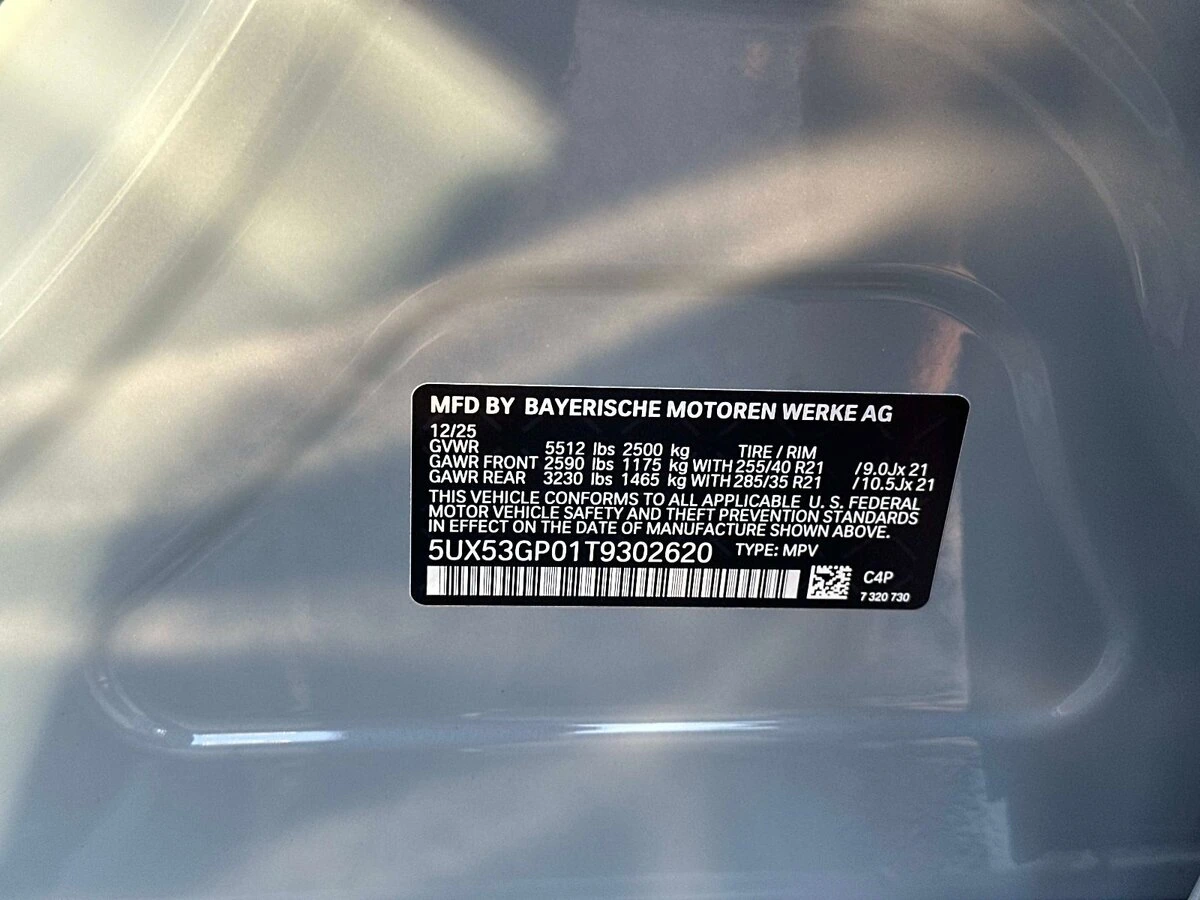 MFD BY BAYERISCHE MOTOREN WERKE AG
12/25
GVWR 5512 lbs 2500 kg TIRE / RIM
GAWR FRONT 2590 lbs 1175 kg WITH 255/40 R21 /9.0Jx 21
GAWR REAR 3230 lbs 1465 kg WITH 285/35 R21 /10.5Jx 21
THIS VEHICLE CONFORMS TO ALL APPLICABLE U. S. FEDERAL
MOTOR VEHICLE SAFETY AND THEFT PREVENTION STANDARDS
IN EFFECT ON THE DATE OF MANUFACTURE SHOWN ABOVE.
5UX53GP01T9302620 TYPE: MPV
C4P
7 320 730